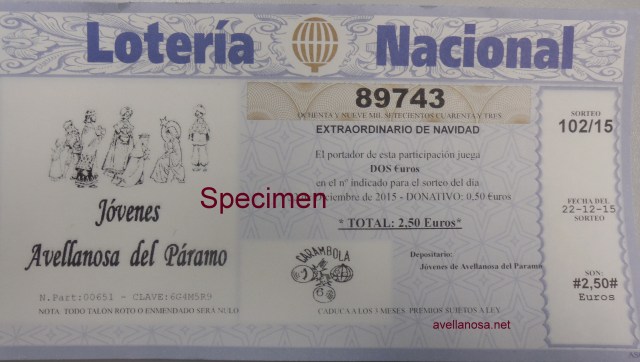 Lotería Nacional
89743
OCHENTA Y NUEVE MIL SETECIENTOS CUARENTA Y TRES
EXTRAORDINARIO DE NAVIDAD
El portador de esta participación juega
DOS €uros
en el nº indicado para el sorteo del día
de diciembre de 2015 - DONATIVO: 0,50 €uros
* TOTAL: 2,50 Euros*
Specimen
Jóvenes
Avellanosa del Páramo
N.Part:00651 - CLAVE:6G4M5R9
NOTA TODO TALÓN ROTO O ENMENDADO SERÁ NULO
CARAMBOLA
CADUCA A LOS 3 MESES PREMIOS SUJETOS A LEY
Depositario:
Jóvenes de Avellanosa del Paramo
avellanosa.net
SORTEO
102/15
FECHA DEL
22-12-15
SORTEO
SON:
#2,50#
Euros